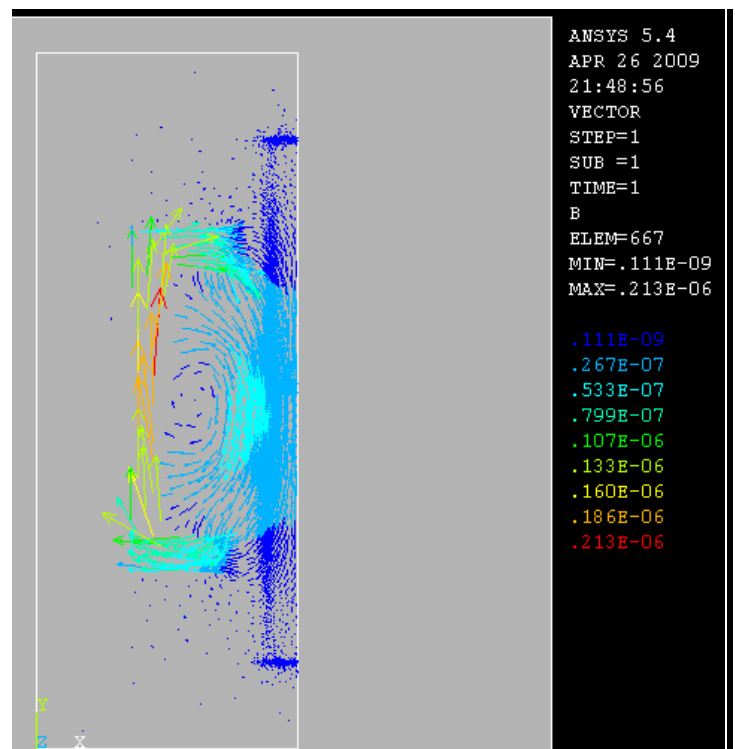 ANSYS 5.4
APR 26 2009
21:48:56
VECTOR
STEP=1
SUB =1
TIME=1
B
ELEM=667
MIN=.111E-09
MAX=.213E-06
.111E-09
.267E-07
.533E-07
.799E-07
.107E-06
.133E-06
.160E-06
.186E-06
.213E-06
Y
Z X